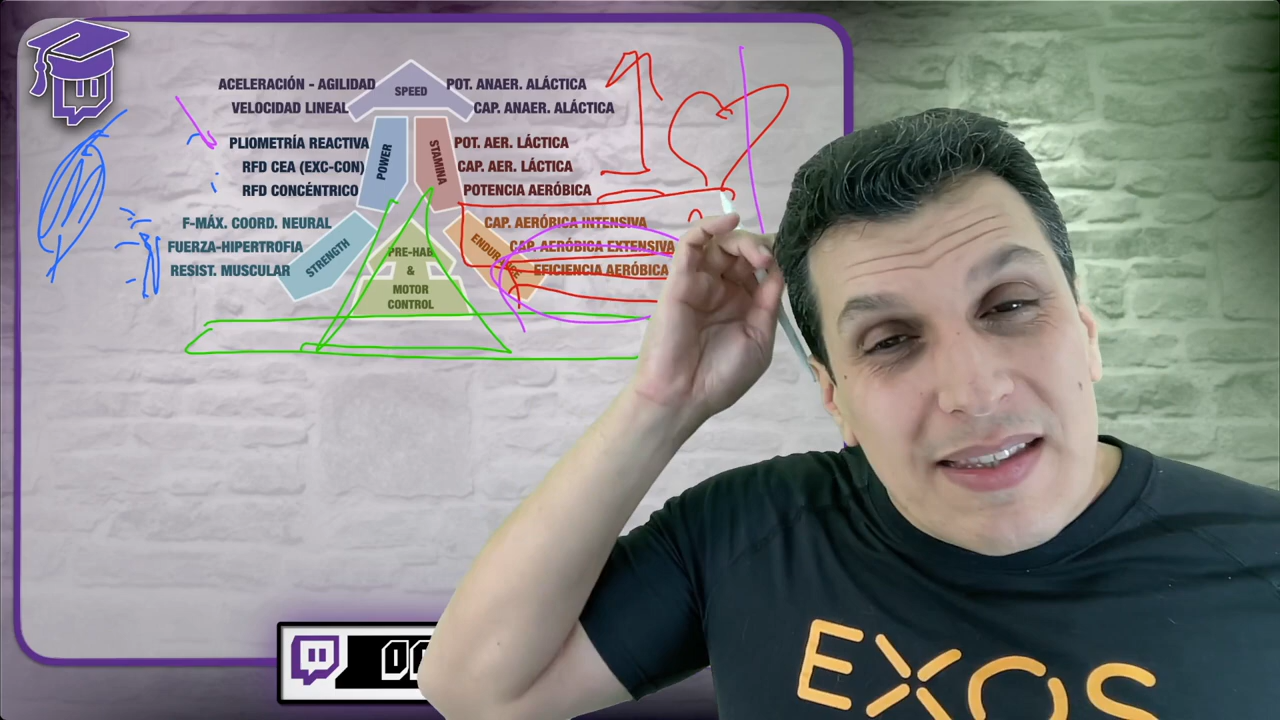 ACELERACIÓN - AGILIDAD
SPEED
POT. ANAER. ALÁCTICA
VELOCIDAD LINEAL
CAP. ANAER. ALÁCTICA
PLIOMETRÍA REACTIVA
POWER
STAMINA
POT. AER. LÁCTICA
RFD CEA (EXC-CON)
CAP. AER. LÁCTICA
RFD CONCÉNTRICO
POTENCIA AERÓBICA
F-MÁX. COORD. NEURAL
CAP. AERÓRICA INTENSIVA
FUERZA-HIPERTROFIA
STRENGTH
PRE-HAB
&
MOTOR
CONTROL
CAP. AERÓBICA EXTENSIVA
RESIST. MUSCULAR
EFICIENCIA AERÓBICA
EXOS